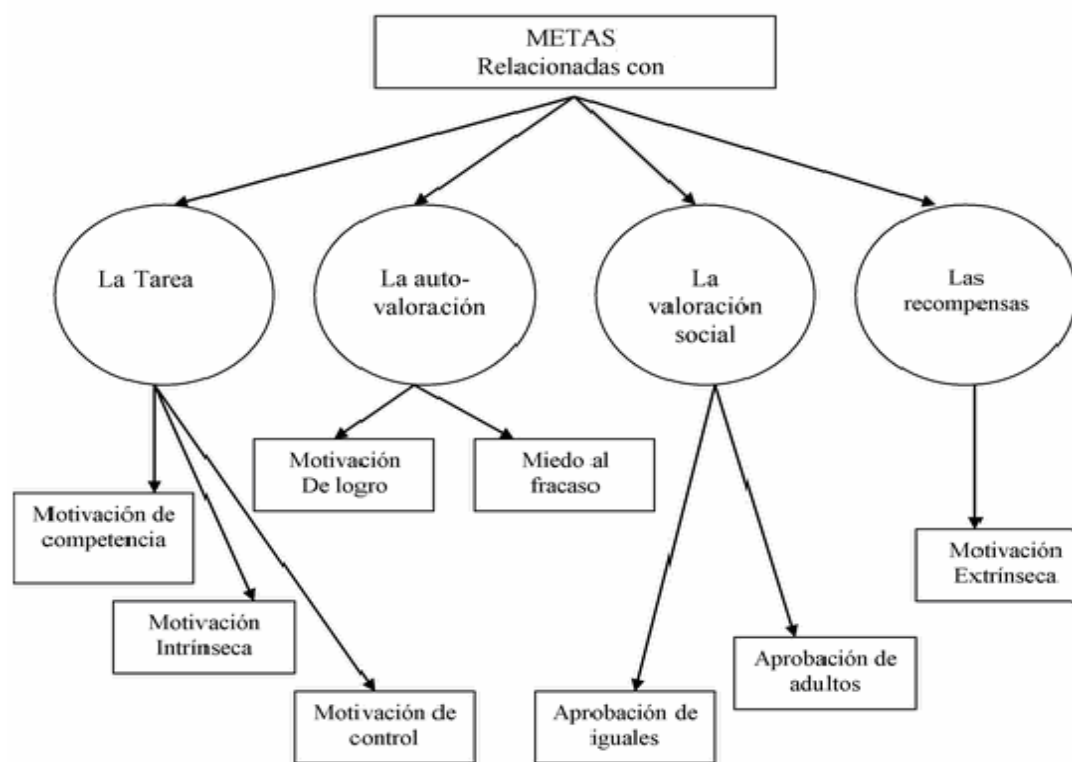 METAS
Relacionadas con
La Tarea
La auto-
valoración
La
valoración
social
Las
recompensas
Motivación
De logro
Miedo al
fracaso
Motivación de
competencia
Motivación
Extrínseca
Motivación
Intrínseca
Aprobación de
adultos
Motivación de
control
Aprobación de
iguales